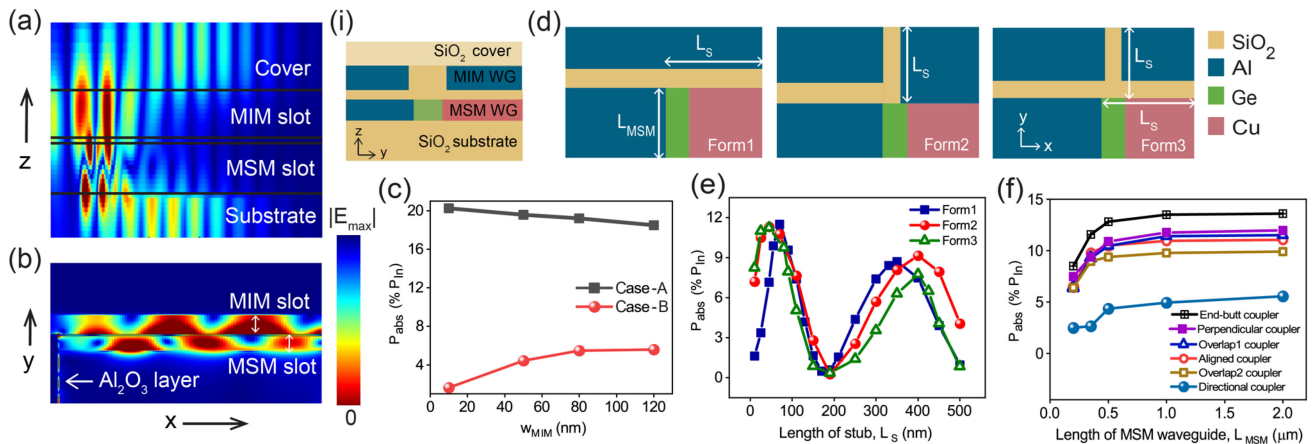 (a)
Cover
MIM slot
MSM slot
Substrate
z
|E_max|
0
(b)
MIM slot
MSM slot
Al₂O₃ layer
y
x
(i)
SiO₂ cover
MIM WG
MSM WG
SiO₂ substrate
z
y
(c)
20
16
12
8
4
P_abs (% P_In)
Case-A
Case-B
0 20 40 60 80 100 120
w_MIM (nm)
(d)
L_S
L_MSM
Form1
L_S
Form2
L_S
L_S
y
x
Form3
SiO₂
Al
Ge
Cu
(e)
12
9
6
3
0
P_abs (% P_In)
Form1
Form2
Form3
0 100 200 300 400 500
Length of stub, L_S (nm)
(f)
15
10
5
0
P_abs (% P_In)
End-butt coupler
Perpendicular coupler
Overlap1 coupler
Aligned coupler
Overlap2 coupler
Directional coupler
0.0 0.5 1.0 1.5 2.0
Length of MSM waveguide, L_MSM (μm)